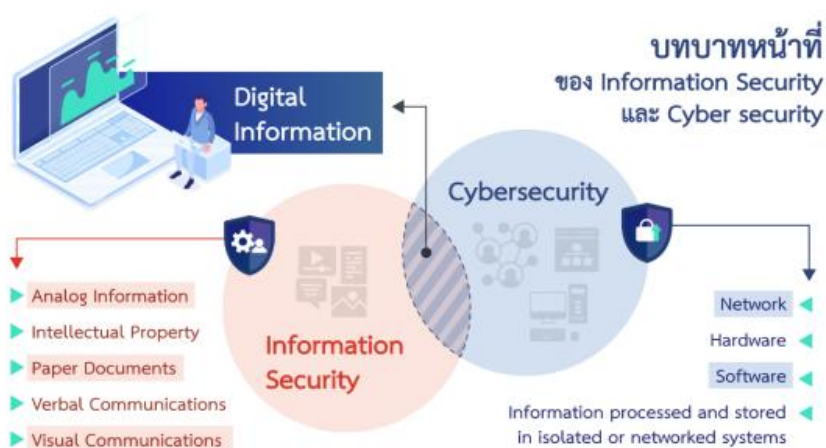 บทบาทหน้าที่
ของ Information Security
และ Cyber security
Digital
Information
Cybersecurity
Information
Security
Analog Information
Intellectual Property
Paper Documents
Verbal Communications
Visual Communications
Network
Hardware
Software
Information processed and stored
in isolated or networked systems